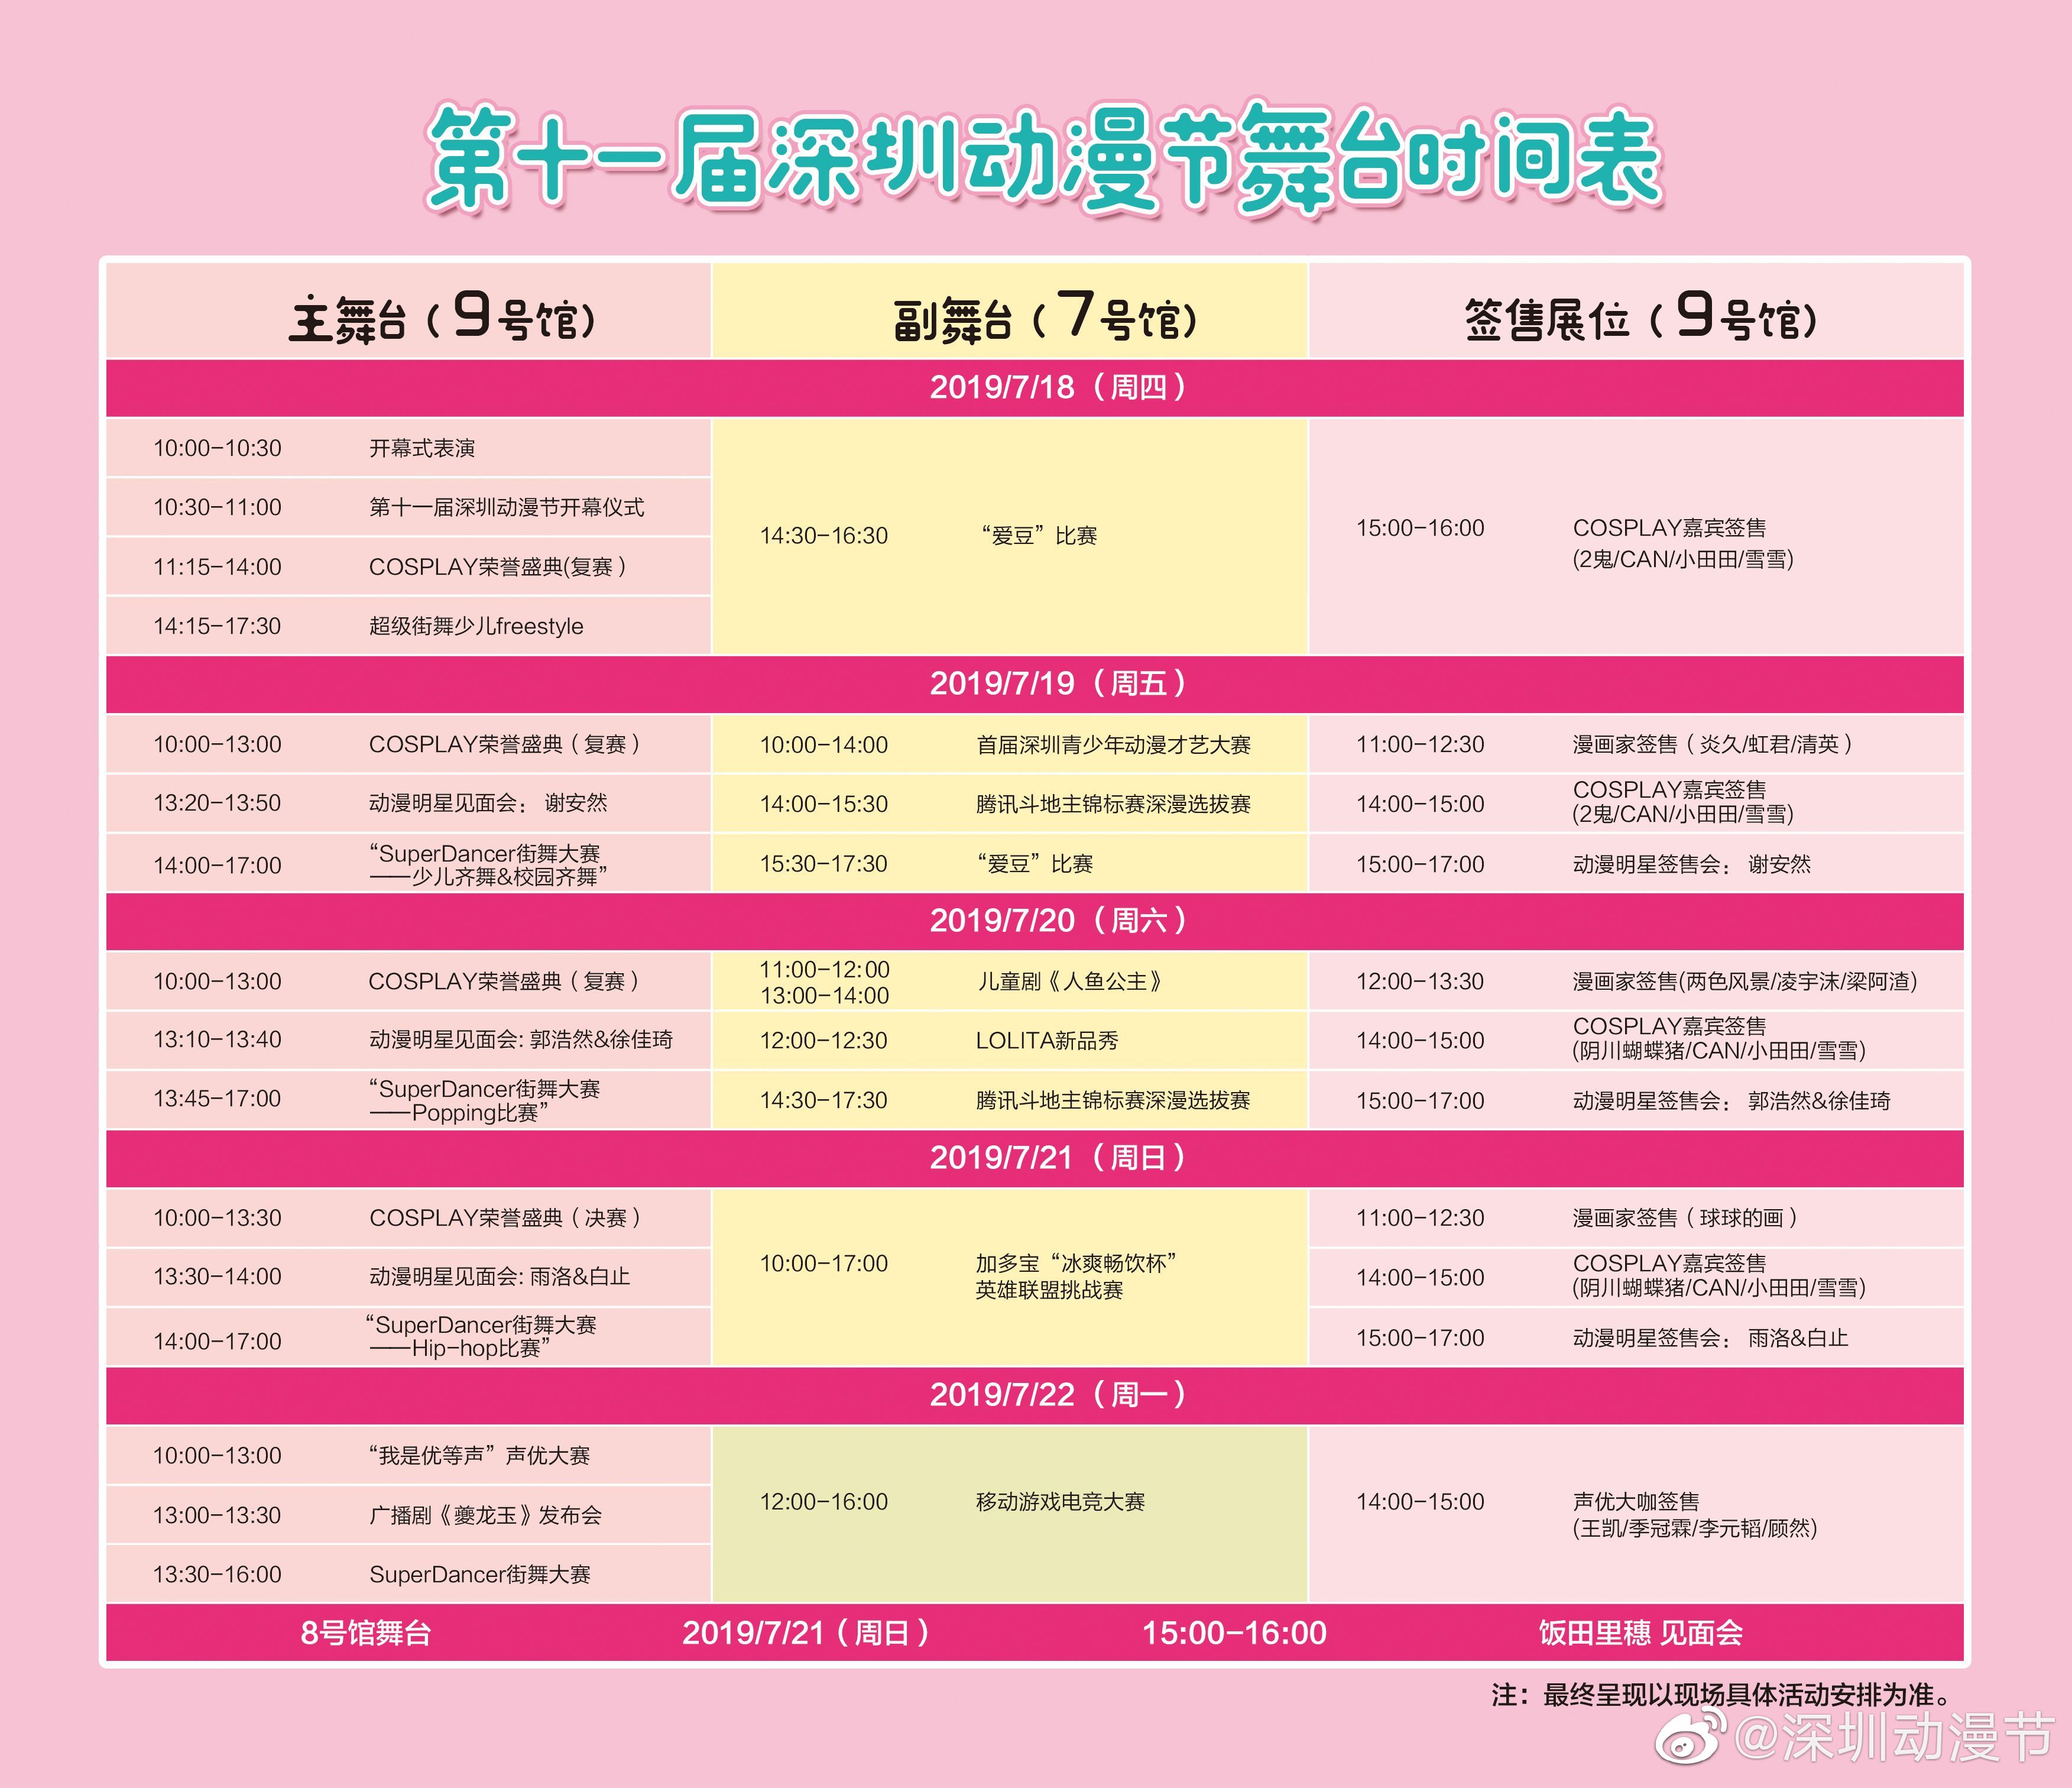 第十一届深圳动漫节舞台时间表
主舞台（9号馆） 副舞台（7号馆） 签售展位（9号馆）
2019/7/18（周四）
10:00-10:30 开幕式表演
10:30-11:00 第十一届深圳动漫节开幕仪式
11:15-14:00 COSPLAY荣誉盛典(复赛）
14:15-17:30 超级街舞少儿freestyle
14:30-16:30 “爱豆”比赛
15:00-16:00 COSPLAY嘉宾签售
(2鬼/CAN/小田田/雪雪)
2019/7/19（周五）
10:00-13:00 COSPLAY荣誉盛典（复赛）
13:20-13:50 动漫明星见面会： 谢安然
14:00-17:00 “SuperDancer街舞大赛
——少儿齐舞&校园齐舞”
10:00-14:00 首届深圳青少年动漫才艺大赛
14:00-15:30 腾讯斗地主锦标赛深漫选拔赛
15:30-17:30 “爱豆”比赛
11:00-12:30 漫画家签售（炎久/虹君/清英）
14:00-15:00 COSPLAY嘉宾签售
(2鬼/CAN/小田田/雪雪)
15:00-17:00 动漫明星签售会： 谢安然
2019/7/20（周六）
10:00-13:00 COSPLAY荣誉盛典（复赛）
13:10-13:40 动漫明星见面会: 郭浩然&徐佳琦
13:45-17:00 “SuperDancer街舞大赛
——Popping比赛”
11:00-12:00
13:00-14:00 儿童剧《人鱼公主》
12:00-12:30 LOLITA新品秀
14:30-17:30 腾讯斗地主锦标赛深漫选拔赛
12:00-13:30 漫画家签售(两色风景/凌宇沫/梁阿渣)
14:00-15:00 COSPLAY嘉宾签售
(阴川蝴蝶猪/CAN/小田田/雪雪)
15:00-17:00 动漫明星签售会： 郭浩然&徐佳琦
2019/7/21（周日）
10:00-13:30 COSPLAY荣誉盛典（决赛）
13:30-14:00 动漫明星见面会: 雨洛&白止
14:00-17:00 “SuperDancer街舞大赛
——Hip-hop比赛”
10:00-17:00 加多宝“冰爽畅饮杯”
英雄联盟挑战赛
11:00-12:30 漫画家签售（球球的画）
14:00-15:00 COSPLAY嘉宾签售
(阴川蝴蝶猪/CAN/小田田/雪雪)
15:00-17:00 动漫明星签售会： 雨洛&白止
2019/7/22（周一）
10:00-13:00 “我是优等声”声优大赛
13:00-13:30 广播剧《夔龙玉》发布会
13:30-16:00 SuperDancer街舞大赛
12:00-16:00 移动游戏电竞大赛
14:00-15:00 声优大咖签售
(王凯/季冠霖/李元韬/顾然)
8号馆舞台 2019/7/21（周日） 15:00-16:00 饭田里穗 见面会
注：最终呈现以现场具体活动安排为准。
@深圳动漫节